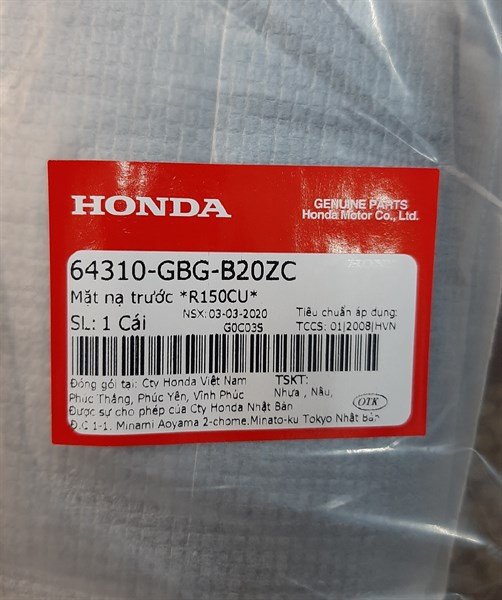 HONDA
GENUINE PARTS
Honda Motor Co., Ltd.
64310-GBG-B20ZC
Mặt nạ trước *R150CU*
SL: 1 Cái
NSX: 03-03-2020
G0C03S
Tiêu chuẩn áp dụng:
TCCS: 01|2008|HVN
Đóng gói tại: Cty Honda Việt Nam
Phúc Thắng, Phúc Yên, Vĩnh Phúc
TSKT:
Nhựa , Nâu,
Được sự cho phép của Cty Honda Nhật Bản
Đ.C 1-1. Minami Aoyama 2-chome,Minato-ku Tokyo Nhật Bản
OTK